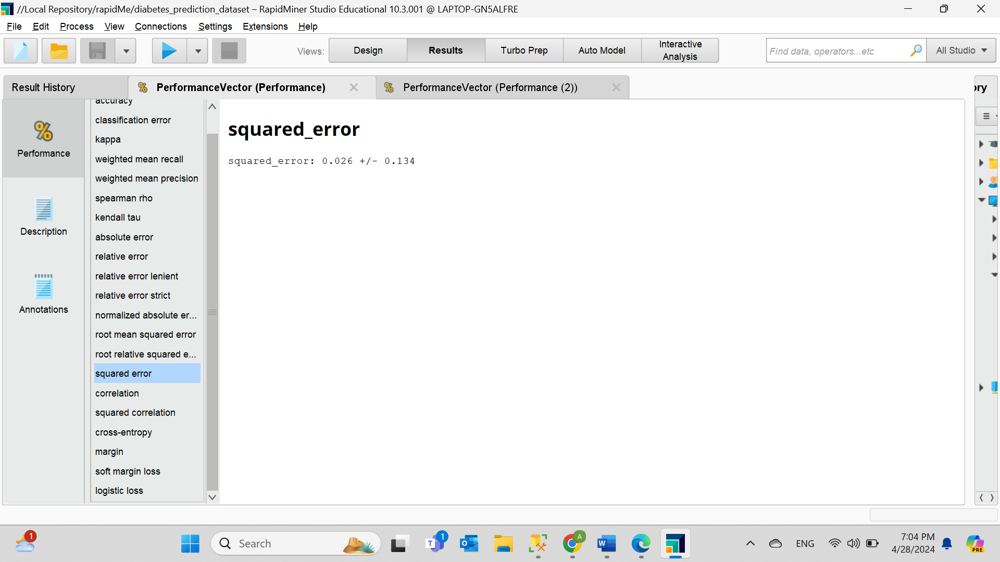 //Local Repository/rapidMe/diabetes_prediction_dataset – RapidMiner Studio Educational 10.3.001 @ LAPTOP-GN5ALFRE
File Edit Process View Connections Settings Extensions Help
Views: Design Results Turbo Prep Auto Model Interactive Analysis
Find data, operators...etc All Studio
Result History PerformanceVector (Performance) PerformanceVector (Performance (2)) ory
Performance
Description
Annotations
accuracy
classification error
kappa
weighted mean recall
weighted mean precision
spearman rho
kendall tau
absolute error
relative error
relative error lenient
relative error strict
normalized absolute er...
root mean squared error
root relative squared e...
squared error
correlation
squared correlation
cross-entropy
margin
soft margin loss
logistic loss
squared_error
squared_error: 0.026 +/- 0.134
1
Search
T 1
O
A
W
ENG
7:04 PM
4/28/2024
PRE